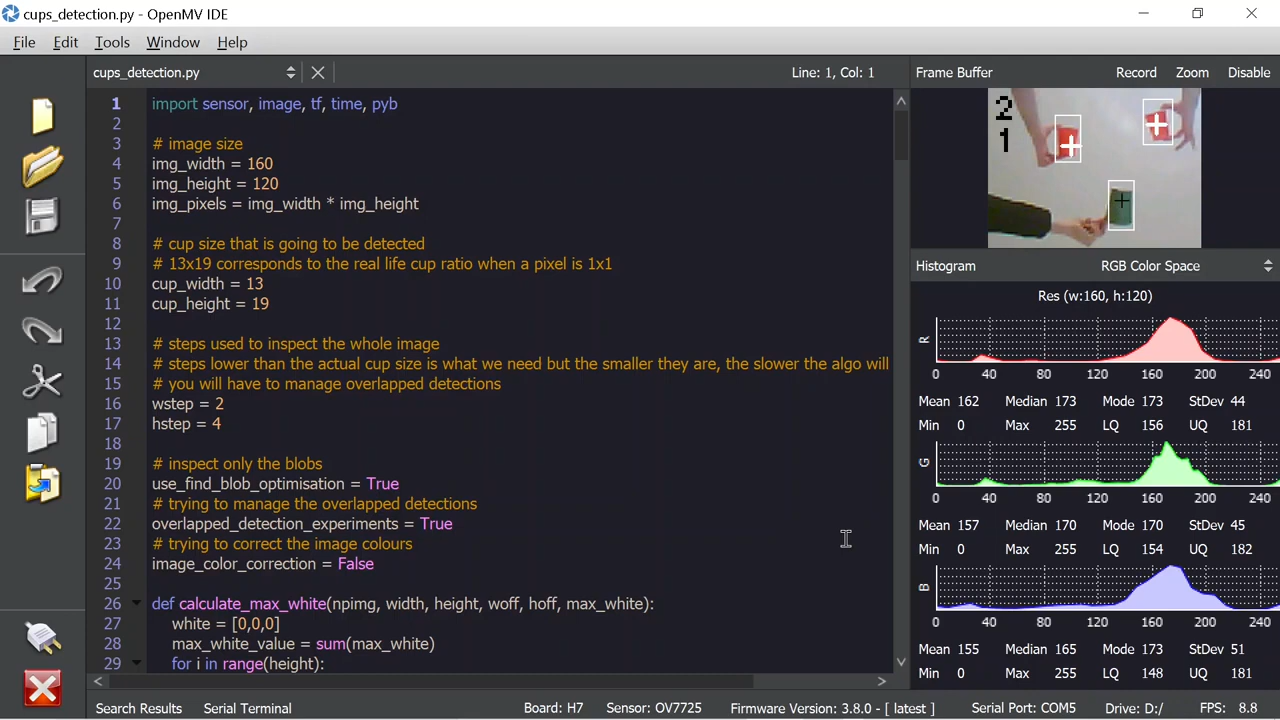 cups_detection.py - OpenMV IDE
File Edit Tools Window Help
cups_detection.py
Line: 1, Col: 1
1 import sensor, image, tf, time, pyb
2
3 # image size
4 img_width = 160
5 img_height = 120
6 img_pixels = img_width * img_height
7
8 # cup size that is going to be detected
9 # 13x19 corresponds to the real life cup ratio when a pixel is 1x1
10 cup_width = 13
11 cup_height = 19
12
13 # steps used to inspect the whole image
14 # steps lower than the actual cup size is what we need but the smaller they are, the slower the algo will
15 # you will have to manage overlapped detections
16 wstep = 2
17 hstep = 4
18
19 # inspect only the blobs
20 use_find_blob_optimisation = True
21 # trying to manage the overlapped detections
22 overlapped_detection_experiments = True
23 # trying to correct the image colours
24 image_color_correction = False
25
26 def calculate_max_white(npimg, width, height, woff, hoff, max_white):
27 white = [0,0,0]
28 max_white_value = sum(max_white)
29 for i in range(height):
Frame Buffer Record Zoom Disable
2
1
Histogram RGB Color Space
Res (w:160, h:120)
R
0 40 80 120 160 200 240
Mean 162 Median 173 Mode 173 StDev 44
Min 0 Max 255 LQ 156 UQ 181
G
0 40 80 120 160 200 240
Mean 157 Median 170 Mode 170 StDev 45
Min 0 Max 255 LQ 154 UQ 182
B
0 40 80 120 160 200 240
Mean 155 Median 165 Mode 173 StDev 51
Min 0 Max 255 LQ 148 UQ 181
Search Results Serial Terminal Board: H7 Sensor: OV7725 Firmware Version: 3.8.0 - [ latest ] Serial Port: COM5 Drive: D:/ FPS: 8.8